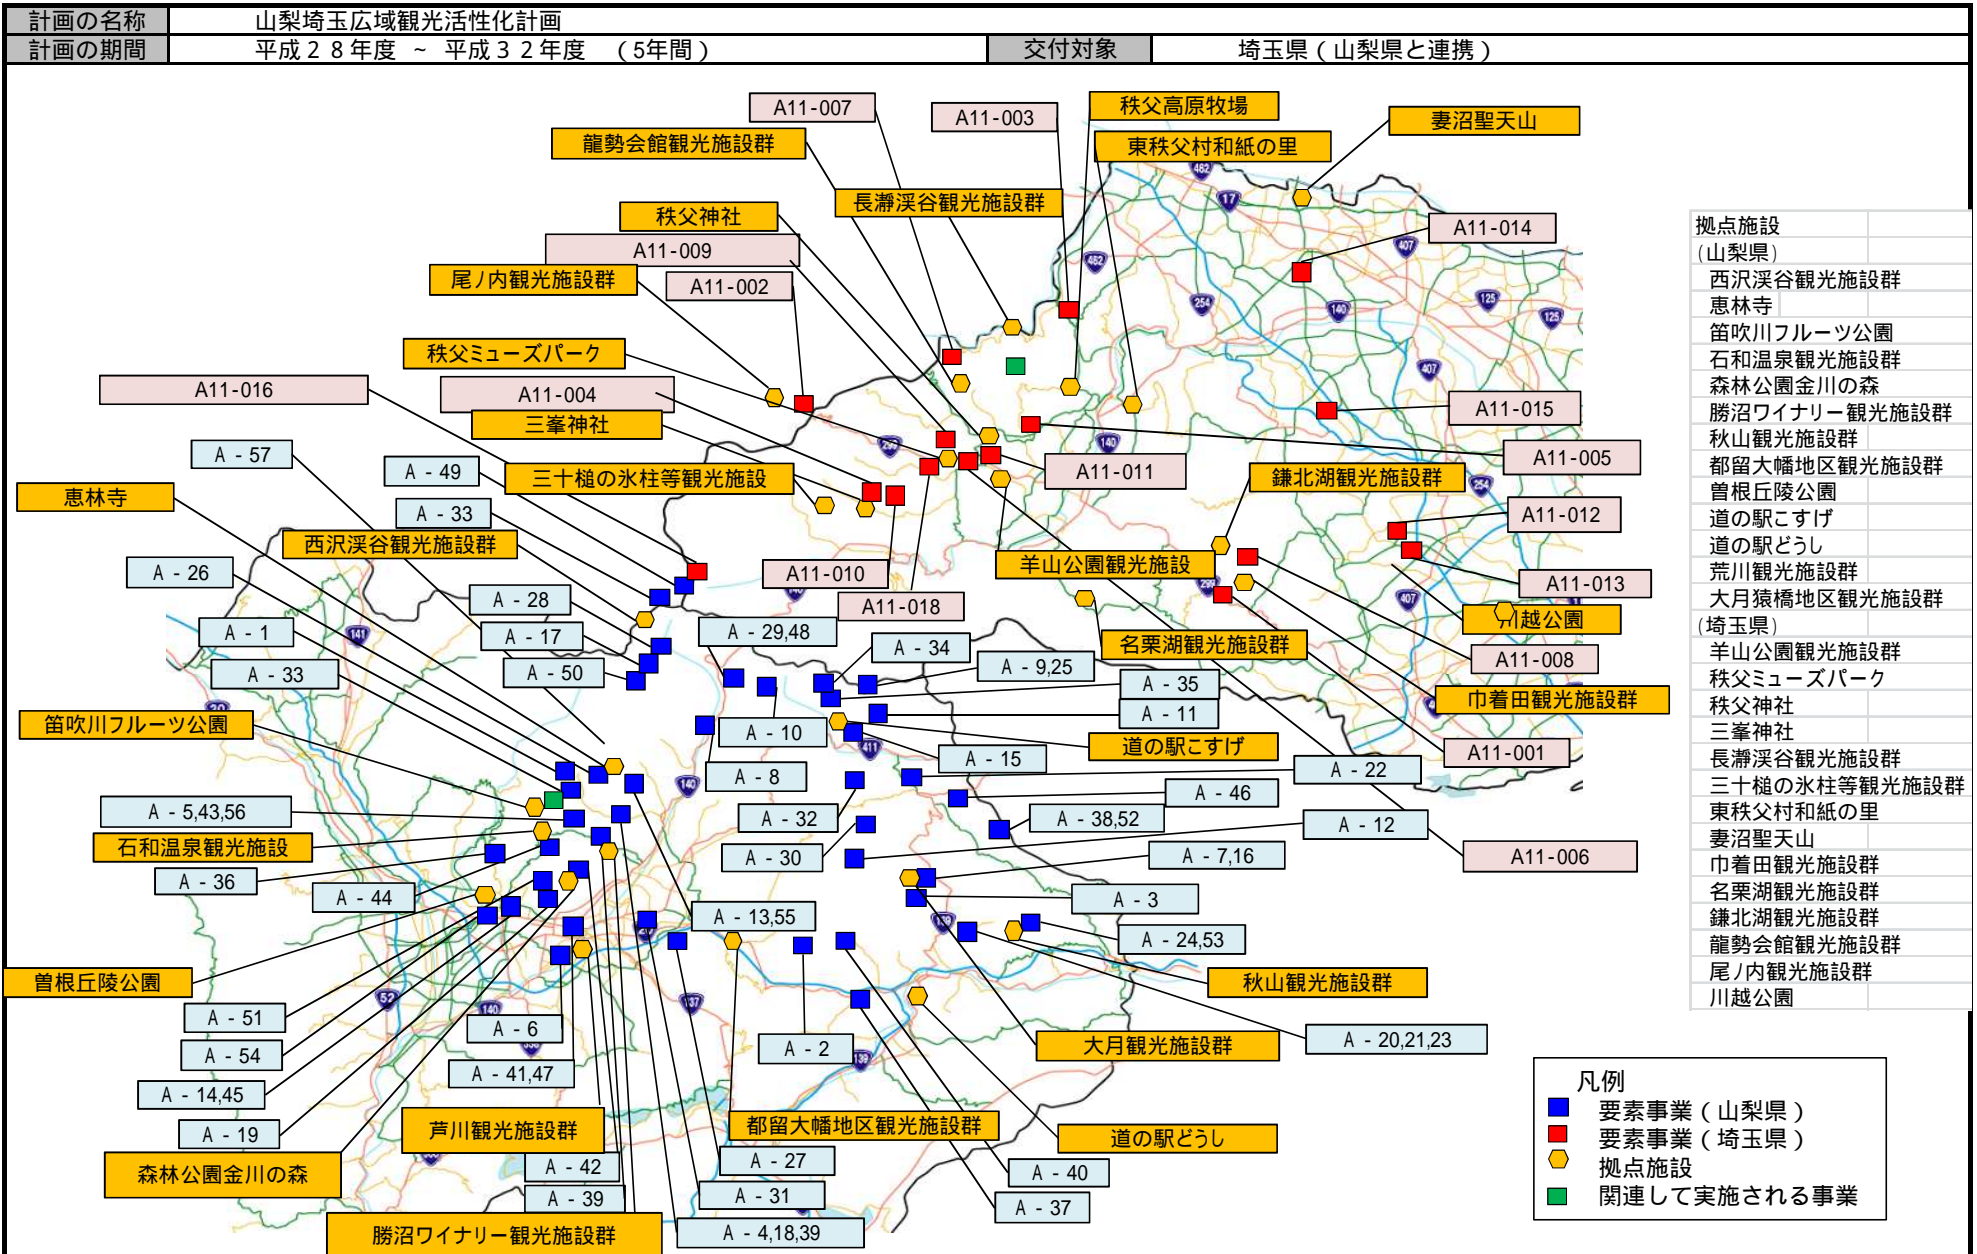 計画の名称 山梨埼玉広域観光活性化計画
計画の期間 平成２８年度 ～ 平成３２年度 （5年間） 交付対象 埼玉県（山梨県と連携）
A11-007
A11-003
秩父高原牧場
妻沼聖天山
龍勢会館観光施設群
東秩父村和紙の里
長瀞渓谷観光施設群
秩父神社
A11-014
A11-009
尾ノ内観光施設群
A11-002
秩父ミューズパーク
A11-016
A11-004
A11-015
三峯神社
A - 57
A - 49
三十槌の氷柱等観光施設
A11-011
A11-005
鎌北湖観光施設群
恵林寺
A - 33
A11-012
西沢渓谷観光施設群
A - 26
A11-010
羊山公園観光施設
A11-013
A - 28
A11-018
川越公園
A - 1
A - 17
A - 29,48
A - 34
名栗湖観光施設群
A11-008
A - 33
A - 50
A - 9,25
A - 35
巾着田観光施設群
笛吹川フルーツ公園
A - 11
A - 10
道の駅こすげ
A11-001
A - 15
A - 8
A - 22
A - 46
A - 5,43,56
A - 32
A - 38,52
A - 12
石和温泉観光施設
A - 30
A - 7,16
A11-006
A - 36
A - 44
A - 3
A - 13,55
A - 24,53
曽根丘陵公園
秋山観光施設群
A - 51
A - 6
A - 2
大月観光施設群
A - 20,21,23
A - 54
A - 41,47
A - 14,45
芦川観光施設群
都留大幡地区観光施設群
道の駅どうし
A - 19
森林公園金川の森
A - 42
A - 27
A - 40
A - 39
A - 31
A - 37
勝沼ワイナリー観光施設群
A - 4,18,39
462
17
407
462
254
140
125
125
407
140
254
407
141
411
140
52
137
139
139
拠点施設
(山梨県)
西沢渓谷観光施設群
恵林寺
笛吹川フルーツ公園
石和温泉観光施設群
森林公園金川の森
勝沼ワイナリー観光施設群
秋山観光施設群
都留大幡地区観光施設群
曽根丘陵公園
道の駅こすげ
道の駅どうし
荒川観光施設群
大月猿橋地区観光施設群
(埼玉県)
羊山公園観光施設群
秩父ミューズパーク
秩父神社
三峯神社
長瀞渓谷観光施設群
三十槌の氷柱等観光施設群
東秩父村和紙の里
妻沼聖天山
巾着田観光施設群
名栗湖観光施設群
鎌北湖観光施設群
龍勢会館観光施設群
尾ノ内観光施設群
川越公園
凡例
要素事業（山梨県）
要素事業（埼玉県）
拠点施設
関連して実施される事業